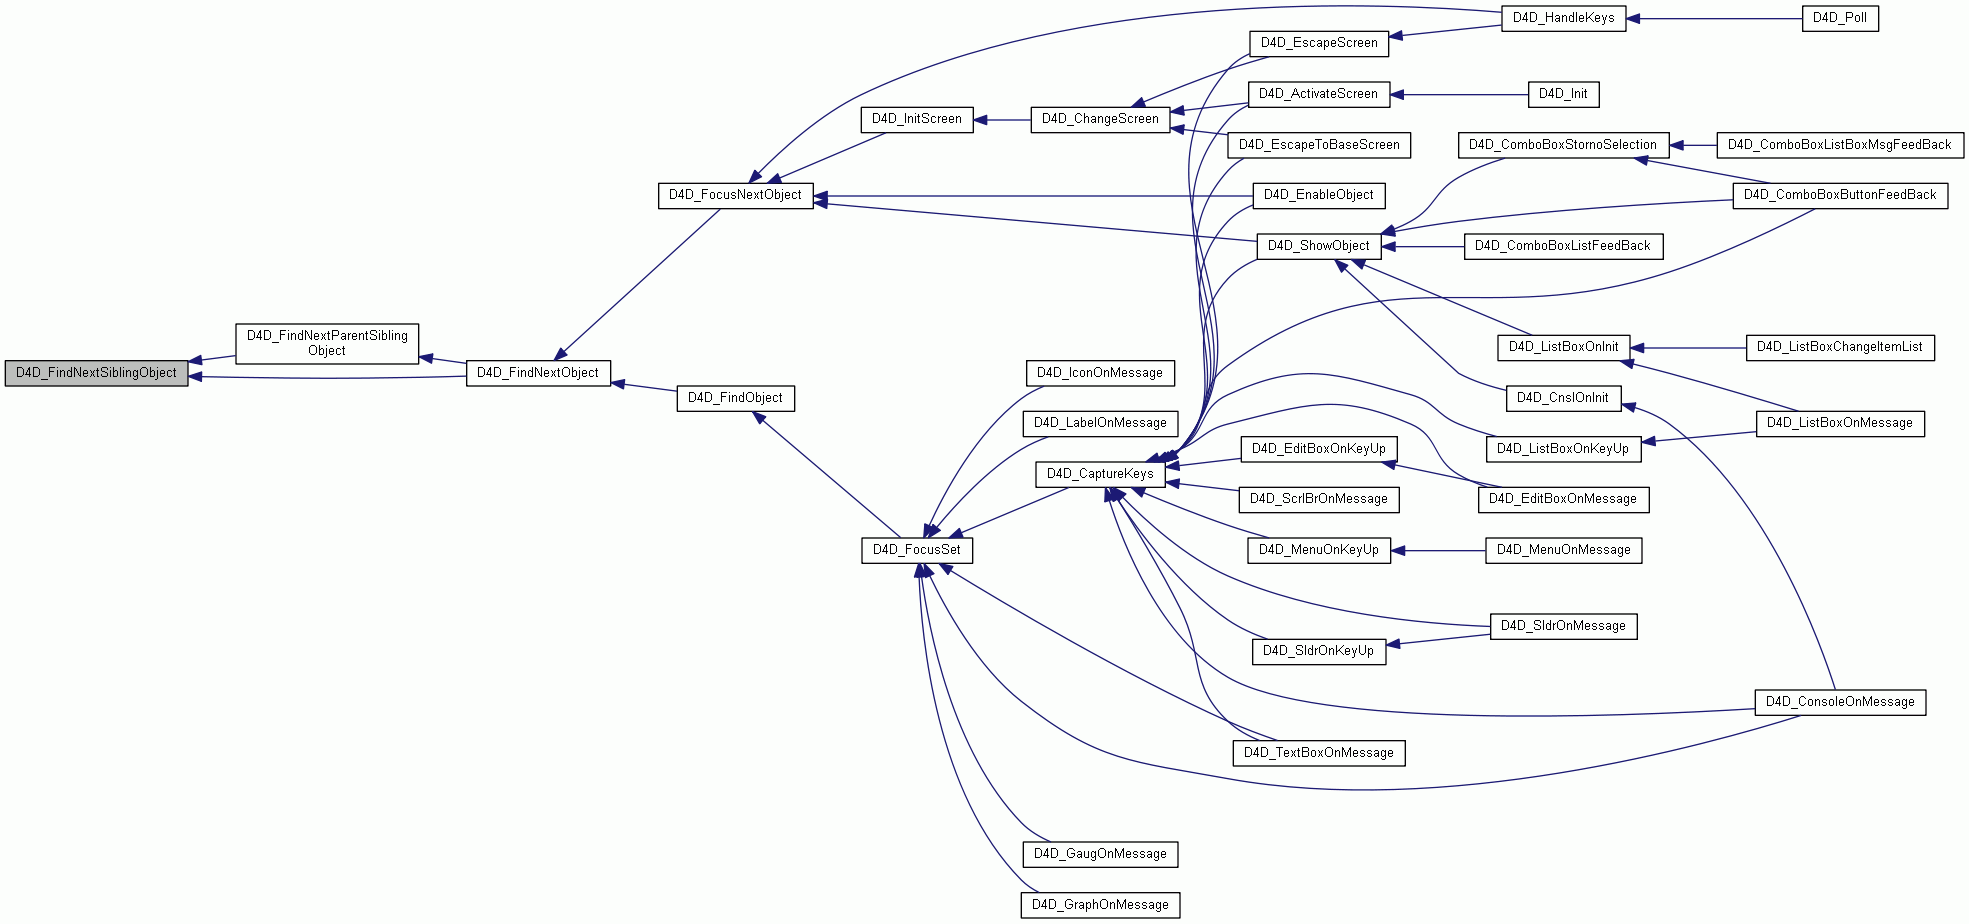 D4D_HandleKeys
D4D_Poll
D4D_EscapeScreen
D4D_ActivateScreen
D4D_Init
D4D_InitScreen
D4D_ChangeScreen
D4D_EscapeToBaseScreen
D4D_ComboBoxStornoSelection
D4D_ComboBoxListBoxMsgFeedBack
D4D_FocusNextObject
D4D_EnableObject
D4D_ComboBoxButtonFeedBack
D4D_ShowObject
D4D_ComboBoxListFeedBack
D4D_FindNextParentSibling
Object
D4D_ListBoxOnInit
D4D_ListBoxChangeItemList
D4D_FindNextSiblingObject
D4D_FindNextObject
D4D_IconOnMessage
D4D_FindObject
D4D_CnslOnInit
D4D_LabelOnMessage
D4D_ListBoxOnMessage
D4D_EditBoxOnKeyUp
D4D_ListBoxOnKeyUp
D4D_CaptureKeys
D4D_ScrlBrOnMessage
D4D_EditBoxOnMessage
D4D_FocusSet
D4D_MenuOnKeyUp
D4D_MenuOnMessage
D4D_SldrOnMessage
D4D_SldrOnKeyUp
D4D_ConsoleOnMessage
D4D_TextBoxOnMessage
D4D_GaugOnMessage
D4D_GraphOnMessage